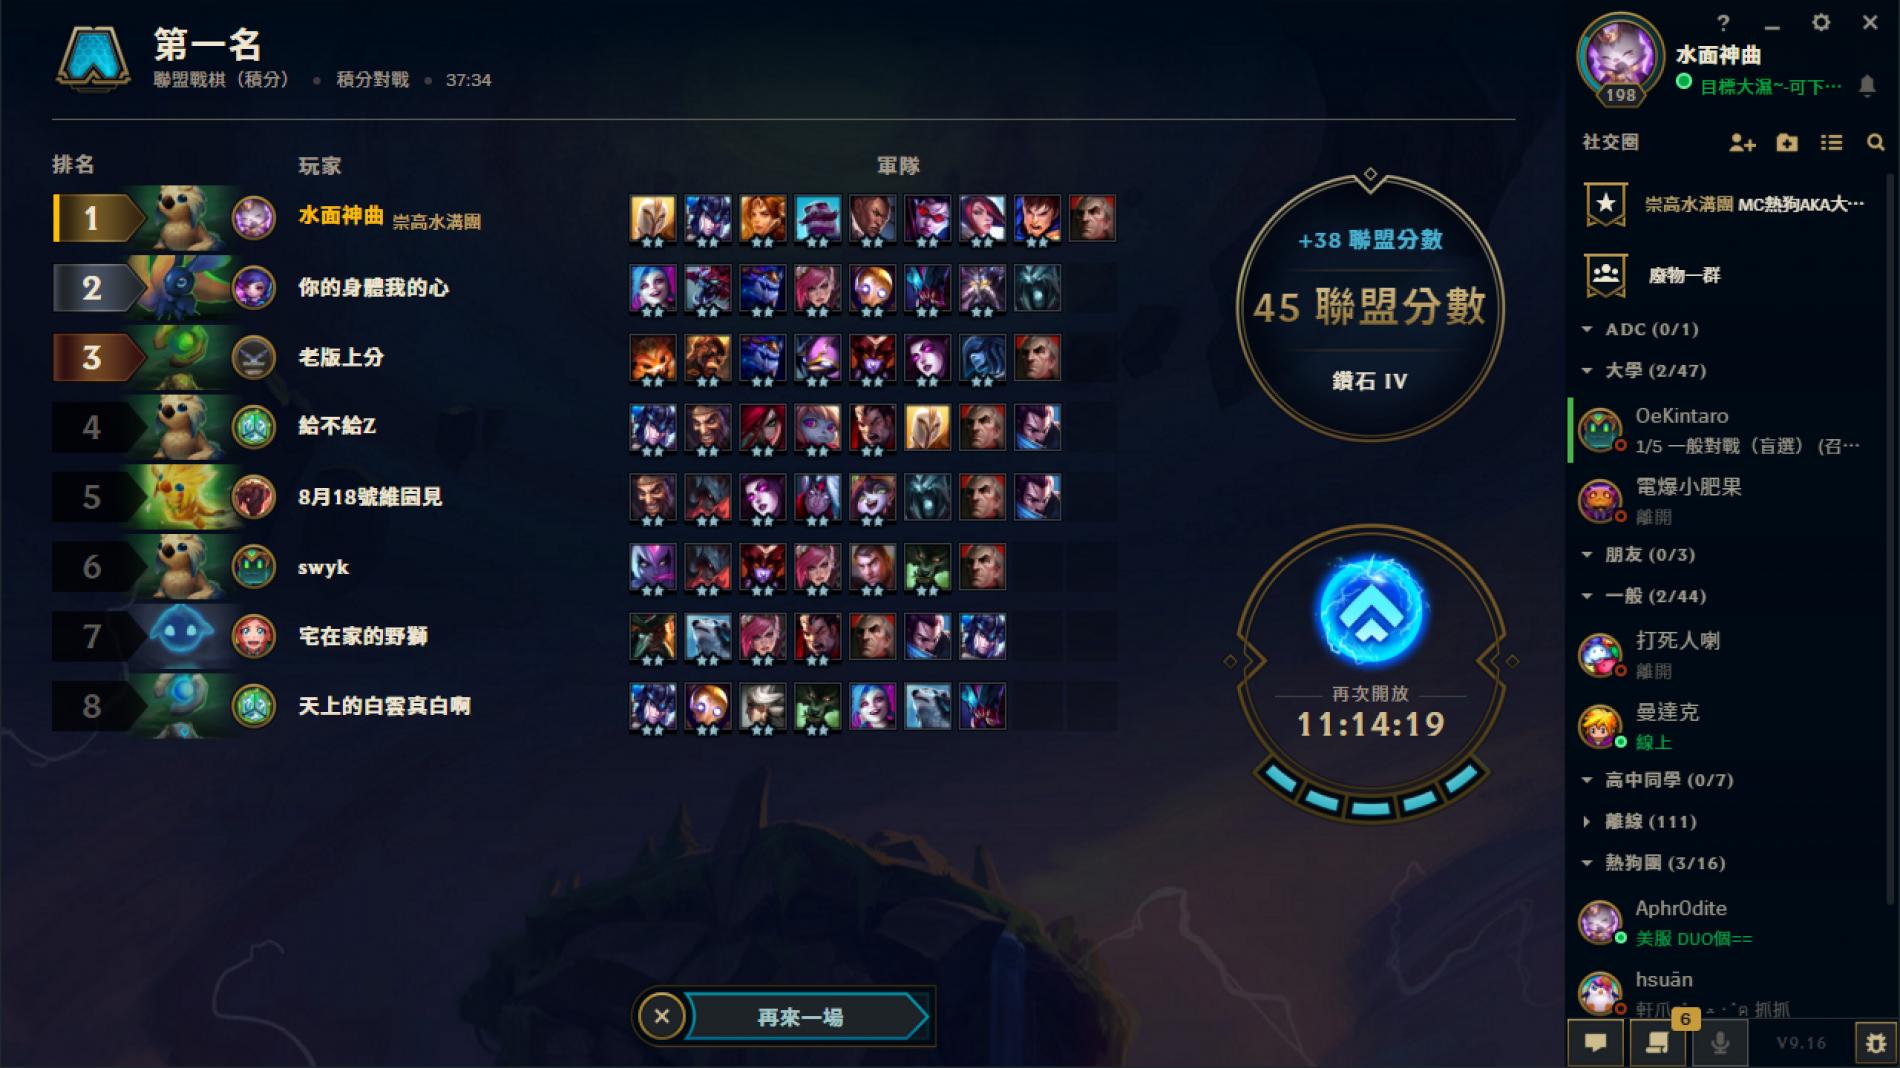 第一名
聯盟戰棋（積分） • 積分對戰 • 37:34
排名 玩家 軍隊
1 水面神曲 崇高水溝團
2 你的身體我的心
3 老版上分
4 給不給Z
5 8月18號維園見
6 swyk
7 宅在家的野獅
8 天上的白雲真白啊
+38 聯盟分數
45 聯盟分數
鑽石 IV
再次開放
11:14:19
再來一場
?
198
水面神曲
目標大濕~-可下…
社交圈
崇高水溝團 MC熱狗AKA大…
廢物一群
ADC (0/1)
大學 (2/47)
OeKintaro
1/5 一般對戰（盲選） (召…
電爆小肥果
離開
朋友 (0/3)
一般 (2/44)
打死人喇
離開
曼達克
線上
高中同學 (0/7)
離線 (111)
熱狗團 (3/16)
Aphr0dite
美服 DUO個==
hsuān
軒爪 抓抓
6
V9.16